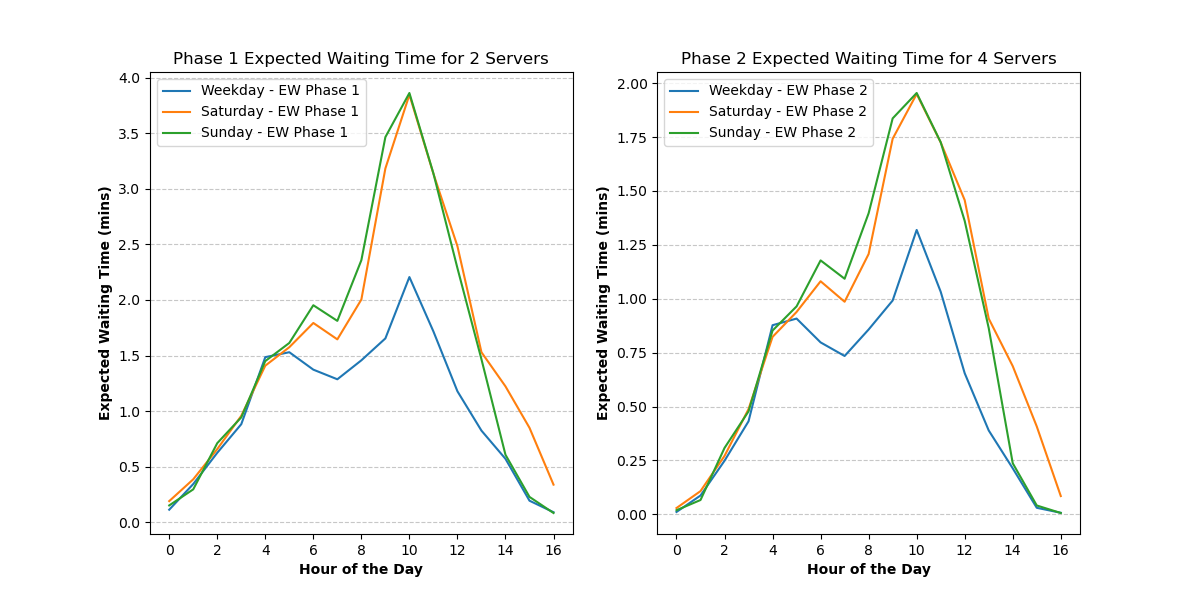 Phase 1 Expected Waiting Time for 2 Servers
Weekday - EW Phase 1
Saturday - EW Phase 1
Sunday - EW Phase 1
4.0
3.5
3.0
2.5
2.0
1.5
1.0
0.5
0.0
Expected Waiting Time (mins)
0 2 4 6 8 10 12 14 16
Hour of the Day
Phase 2 Expected Waiting Time for 4 Servers
Weekday - EW Phase 2
Saturday - EW Phase 2
Sunday - EW Phase 2
2.00
1.75
1.50
1.25
1.00
0.75
0.50
0.25
0.00
Expected Waiting Time (mins)
0 2 4 6 8 10 12 14 16
Hour of the Day